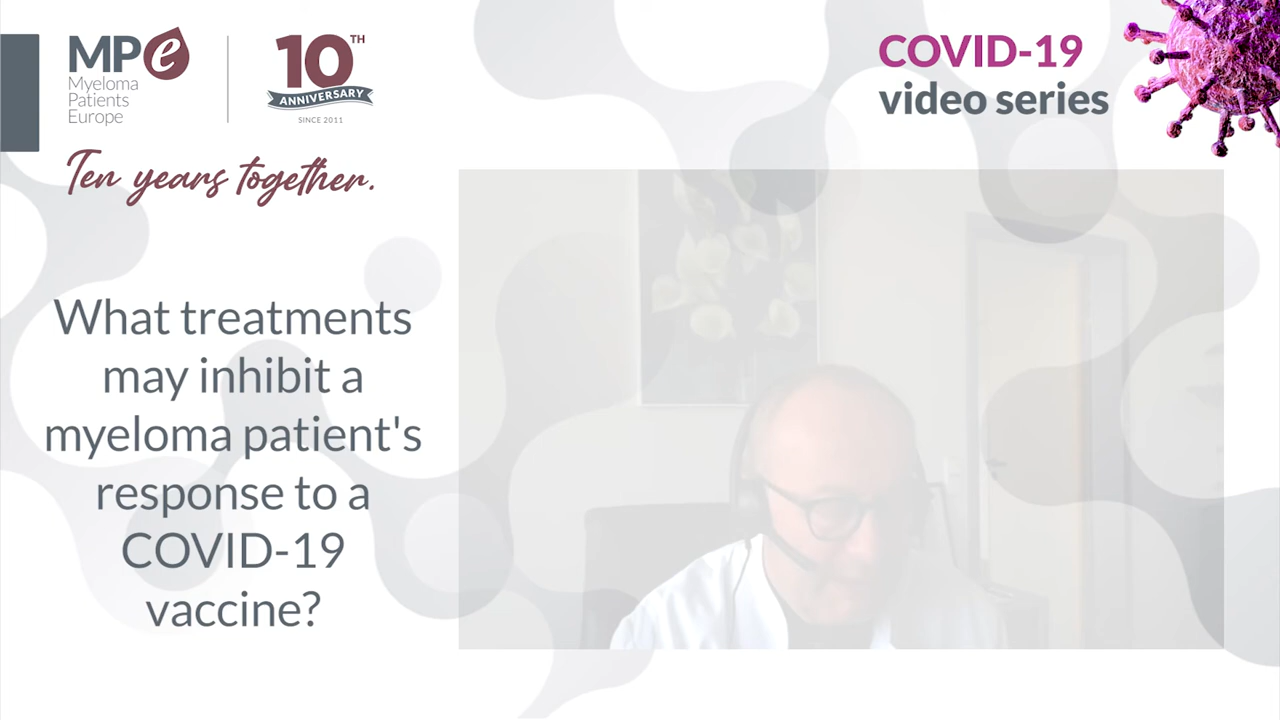 MPe
Myeloma
Patients
Europe
10TH
ANNIVERSARY
SINCE 2011
Ten years together.
COVID-19
video series
What treatments
may inhibit a
myeloma patient's
response to a
COVID-19
vaccine?